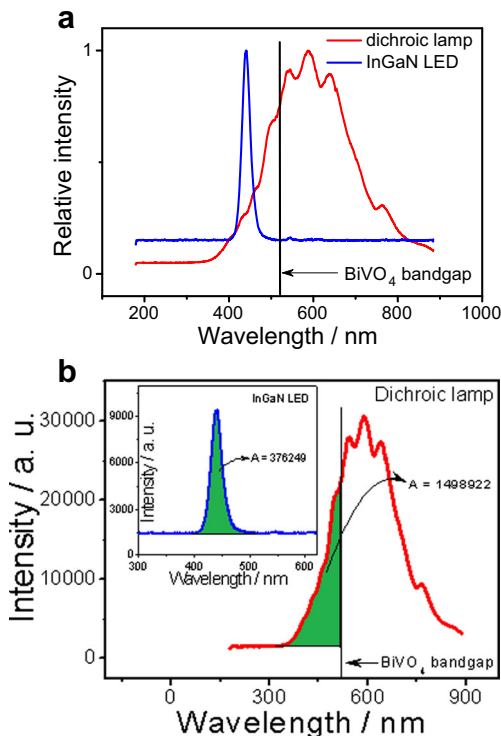 a
dichroic lamp
InGaN LED
1
Relative intensity
0
BiVO₄ bandgap
200 400 600 800 1000
Wavelength / nm
b
Dichroic lamp
30000
20000
10000
0
Intensity / a. u.
InGaN LED
9000
6000
3000
0
Intensity / a. u.
A = 376249
300 400 500 600
Wavelength / nm
A = 1498922
BiVO₄ bandgap
0 300 600 900
Wavelength / nm